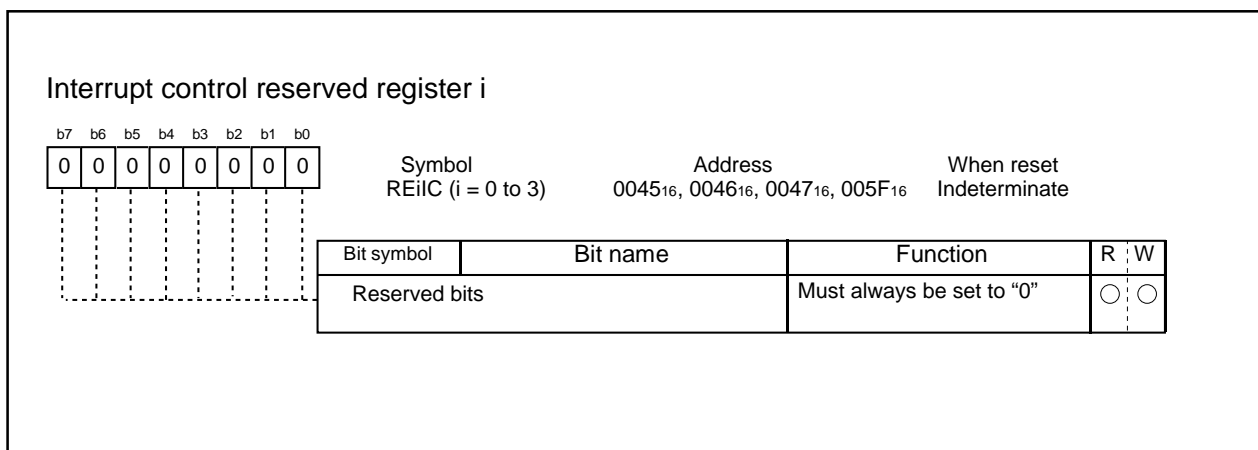 Interrupt control reserved register i
b7 b6 b5 b4 b3 b2 b1 b0
0 0 0 0 0 0 0 0
Symbol Address When reset
REiIC (i = 0 to 3) 0045₁₆, 0046₁₆, 0047₁₆, 005F₁₆ Indeterminate
Bit symbol Bit name Function R W
Reserved bits Must always be set to “0” ○ ○